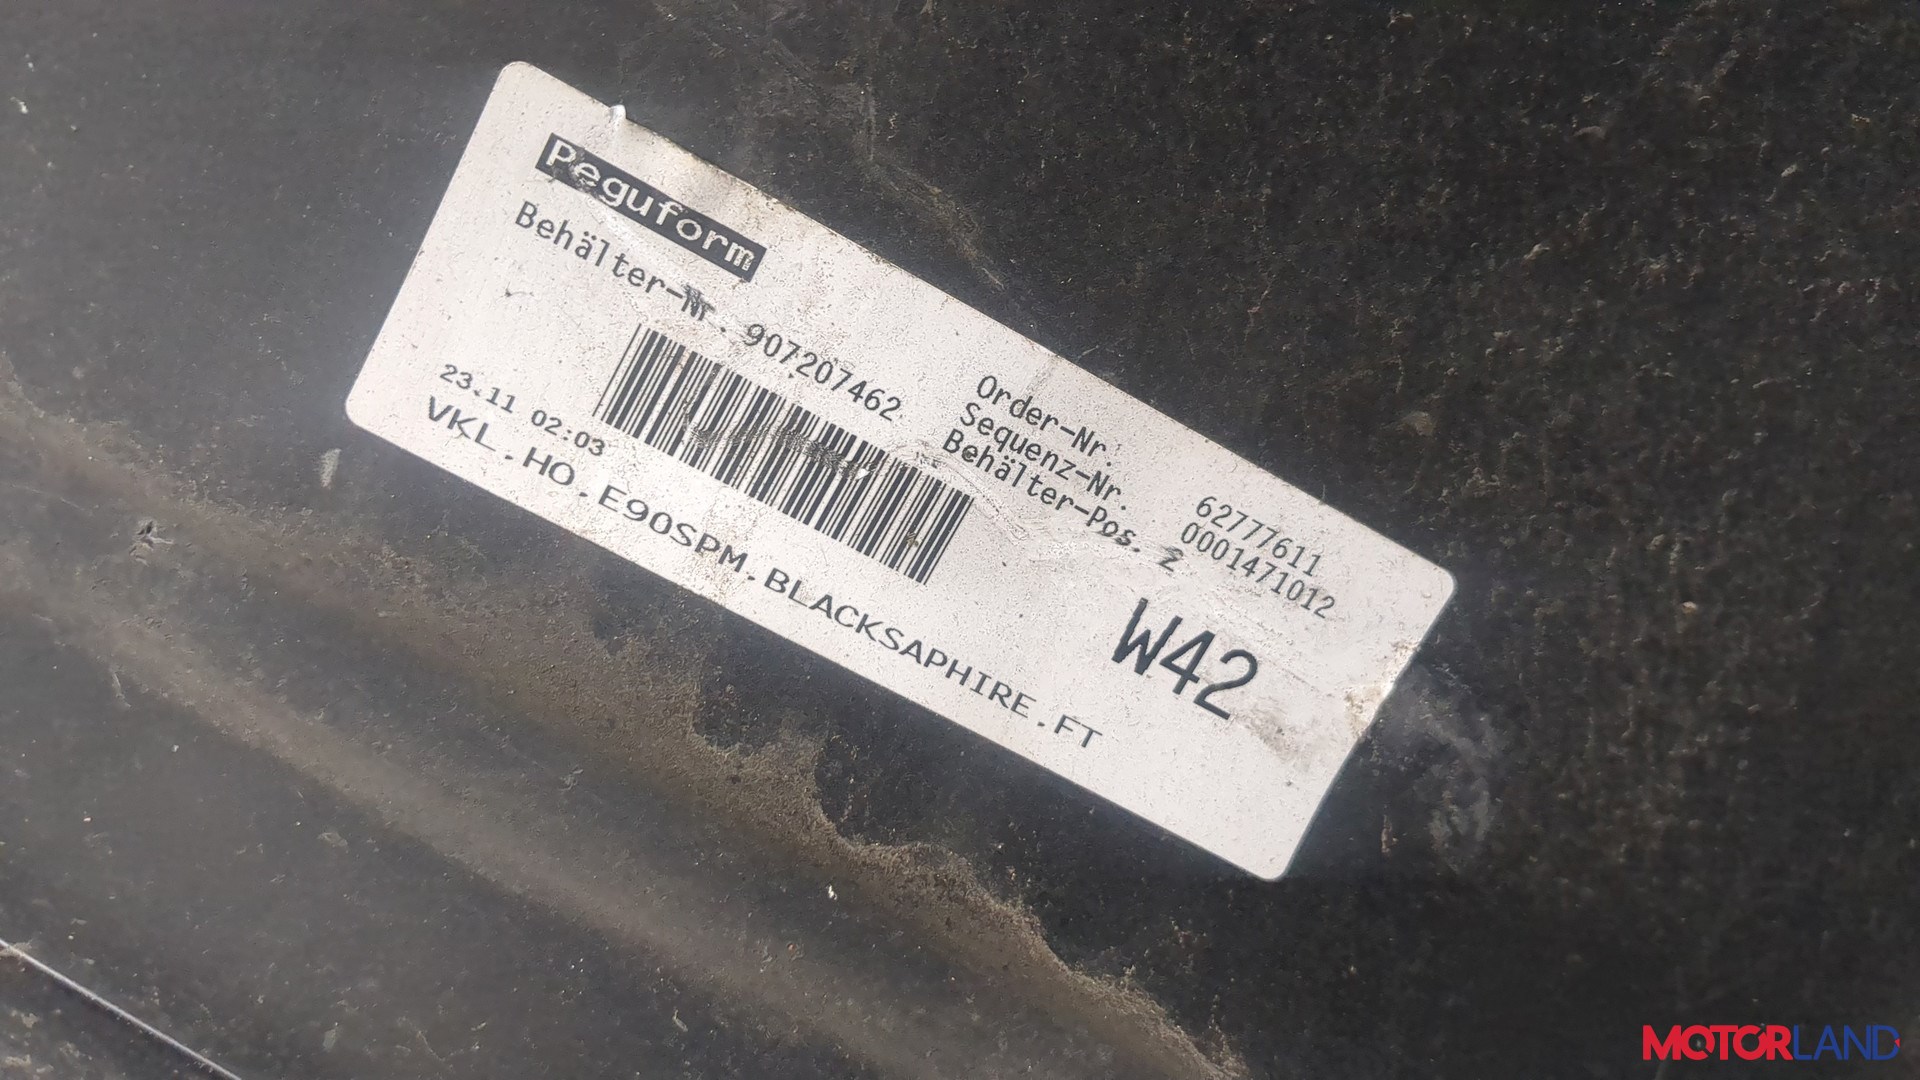 Peguform
Behälter-Nr. 907207462
Order-Nr. 62777611
Sequenz-Nr. 0001471012
Behälter-Pos. 2
23.11 02:03
W42
VKL.HO.E90SPM.BLACKSAPHIRE.FT
MOTORLAND